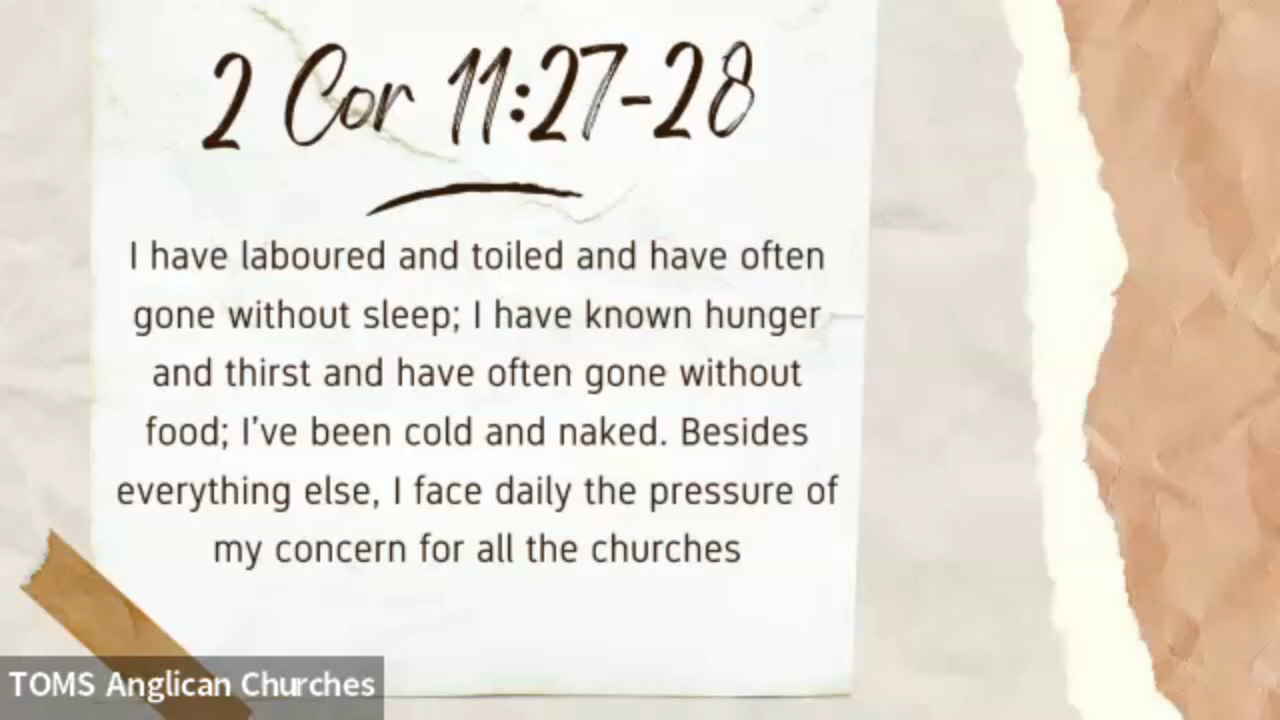 2 Cor 11:27-28
I have laboured and toiled and have often
gone without sleep; I have known hunger
and thirst and have often gone without
food; I've been cold and naked. Besides
everything else, I face daily the pressure of
my concern for all the churches
TOMS Anglican Churches